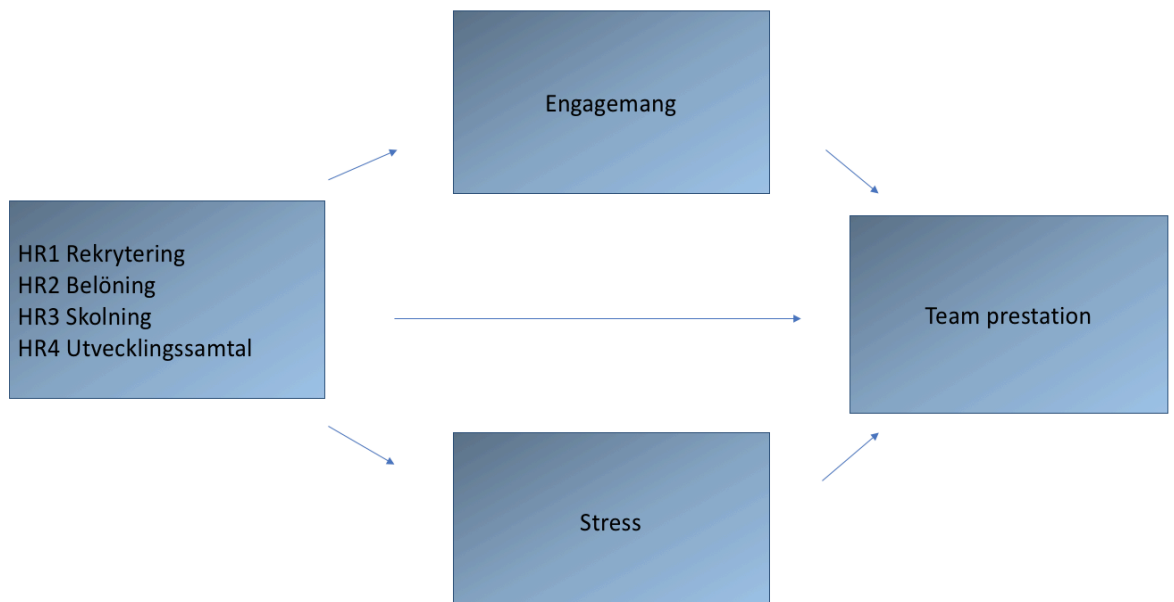 Engagemang
HR1 Rekrytering
HR2 Belöning
HR3 Skolning
HR4 Utvecklingssamtal
Team prestation
Stress